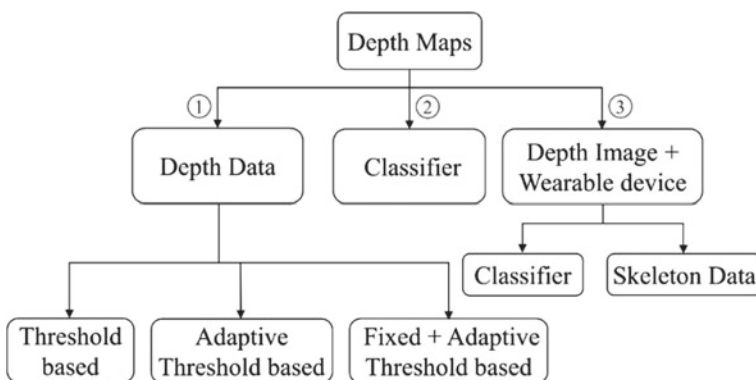 Depth Maps
① ② ③
Depth Data
Classifier
Depth Image +
Wearable device
Classifier
Skeleton Data
Threshold
based
Adaptive
Threshold based
Fixed + Adaptive
Threshold based